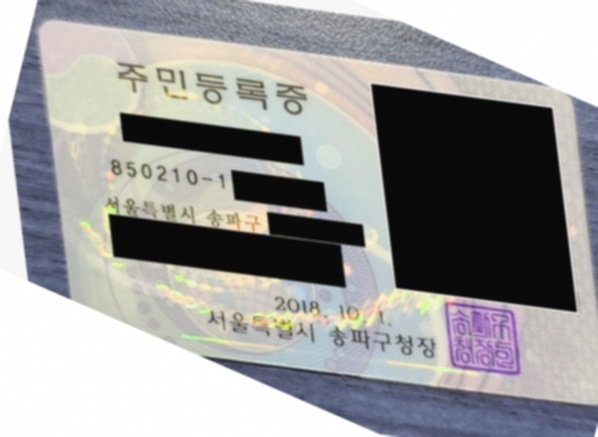 주민등록증
850210-1
서울특별시 송파구
2018. 10. 1.
서울특별시 송파구청장